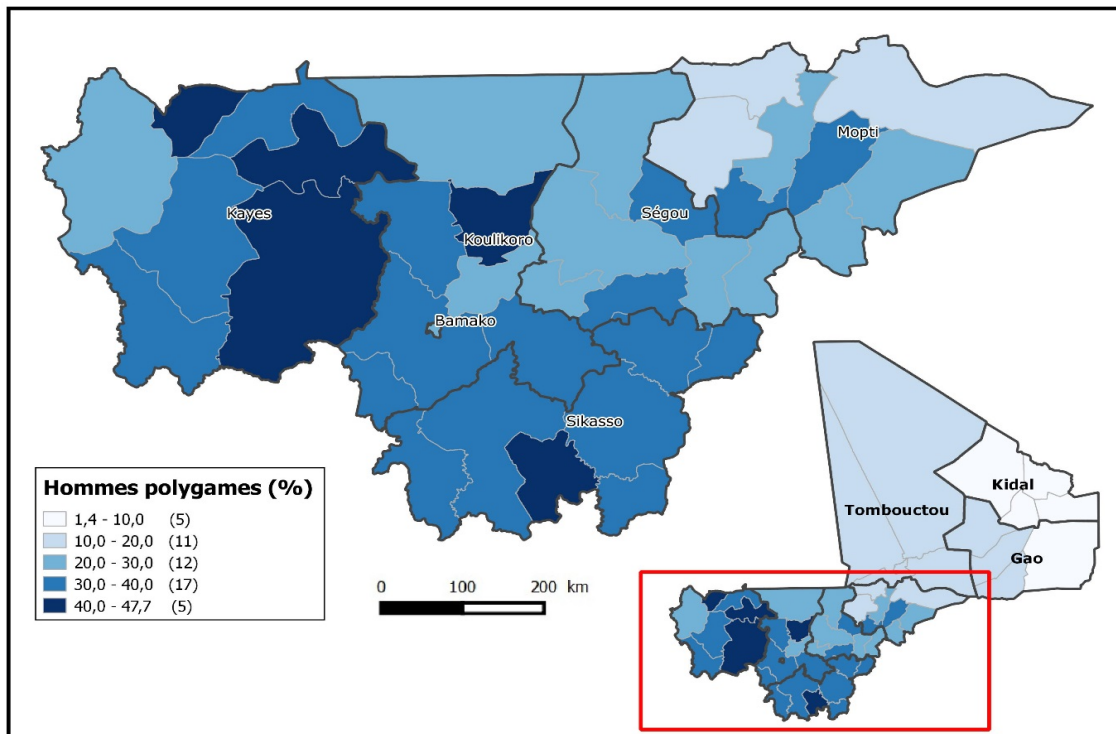 Mopti
Kayes
Ségou
Koulikoro
Bamako
Sikasso
Hommes polygames (%)
1,4 - 10,0 (5)
10,0 - 20,0 (11)
20,0 - 30,0 (12)
30,0 - 40,0 (17)
40,0 - 47,7 (5)
0 100 200 km
Kidal
Tombouctou
Gao